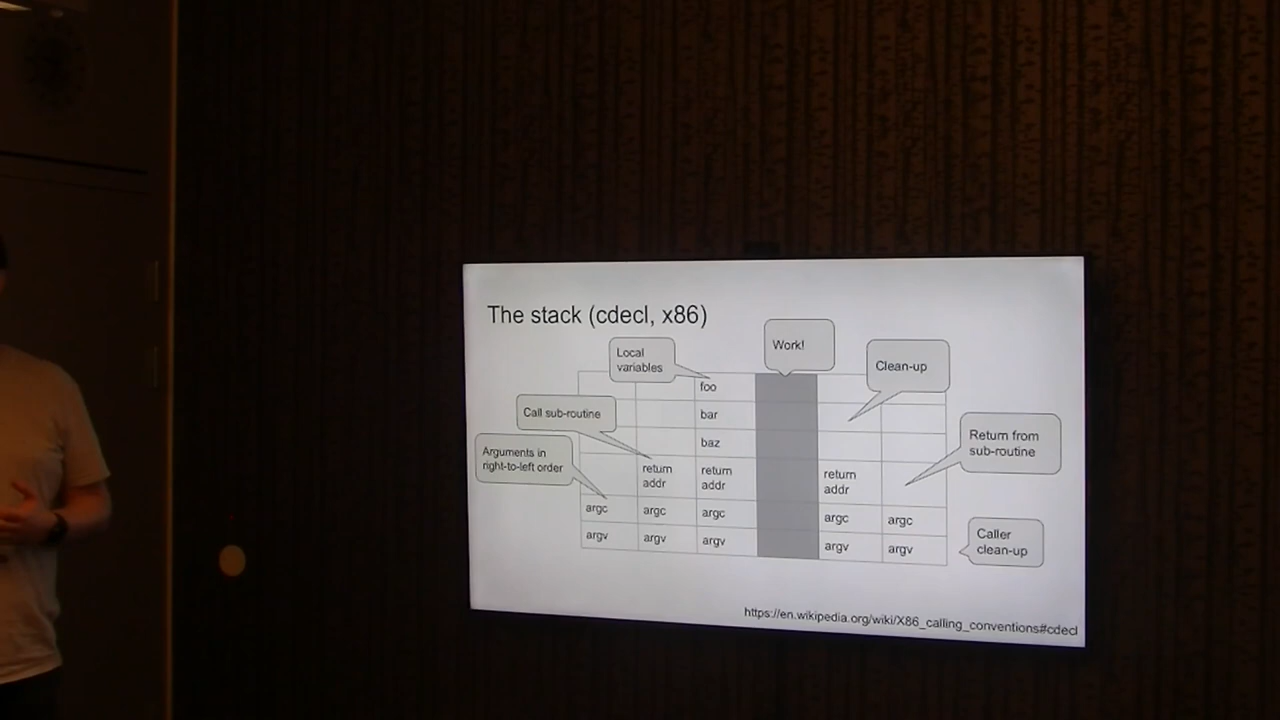 The stack (cdecl, x86)
Local
variables
Work!
Clean-up
Call sub-routine
Arguments in
right-to-left order
Return from
sub-routine
Caller
clean-up
foo
bar
baz
return
addr
return
addr
return
addr
argc
argc
argc
argc
argc
argv
argv
argv
argv
argv
https://en.wikipedia.org/wiki/X86_calling_conventions#cdecl